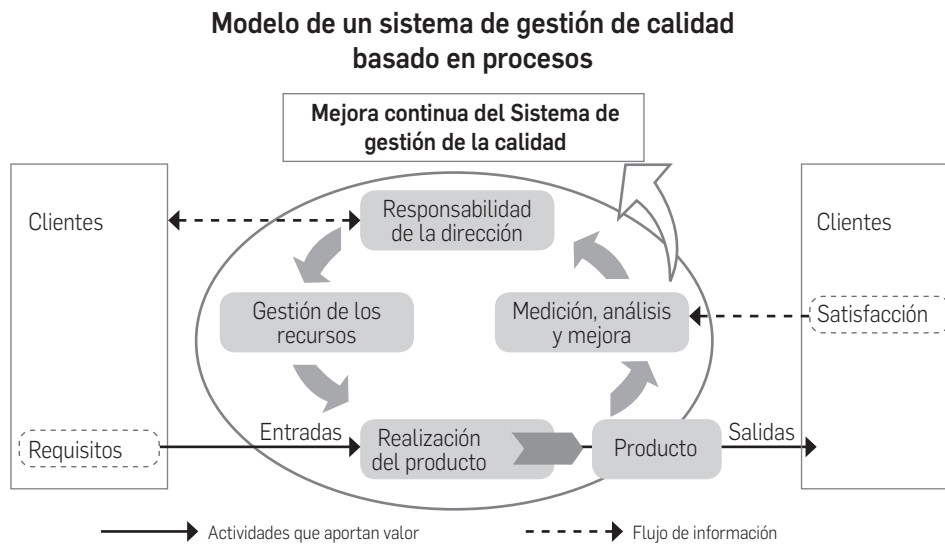 Modelo de un sistema de gestión de calidad
basado en procesos
Mejora continua del Sistema de
gestión de la calidad
Clientes
Responsabilidad
de la dirección
Clientes
Gestión de los
recursos
Medición, análisis
y mejora
Satisfacción
Requisitos
Entradas
Realización
del producto
Producto
Salidas
Actividades que aportan valor
Flujo de información